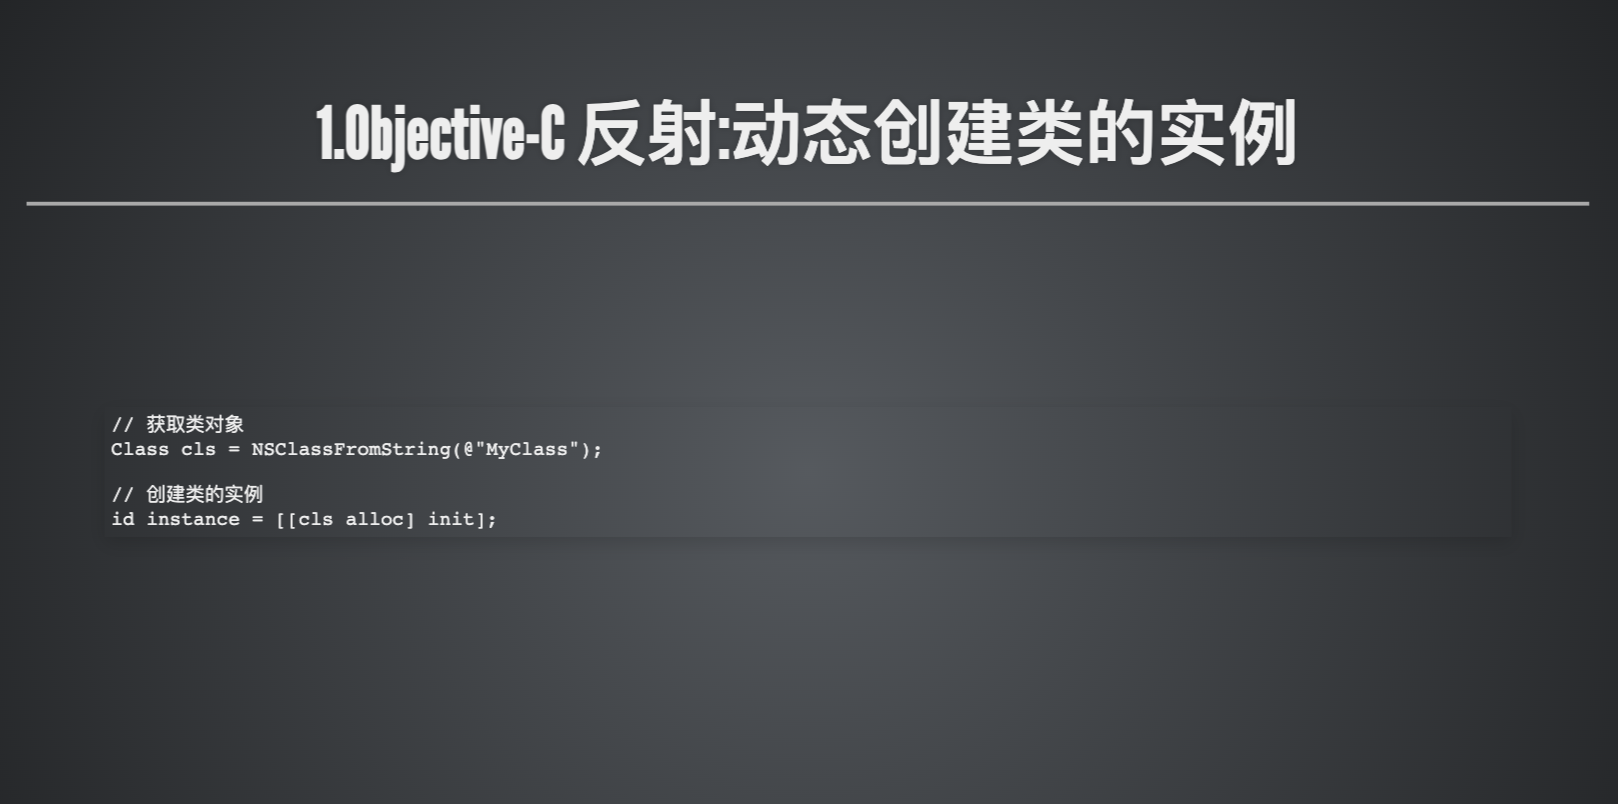 1.Objective-C 反射:动态创建类的实例
// 获取类对象
Class cls = NSClassFromString(@"MyClass");
// 创建类的实例
id instance = [[cls alloc] init];